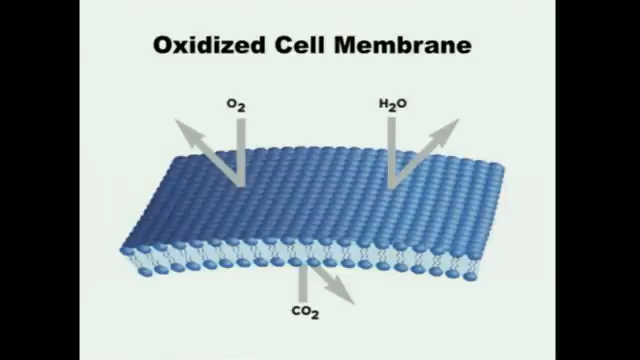 Oxidized Cell Membrane
O₂
H₂O
CO₂